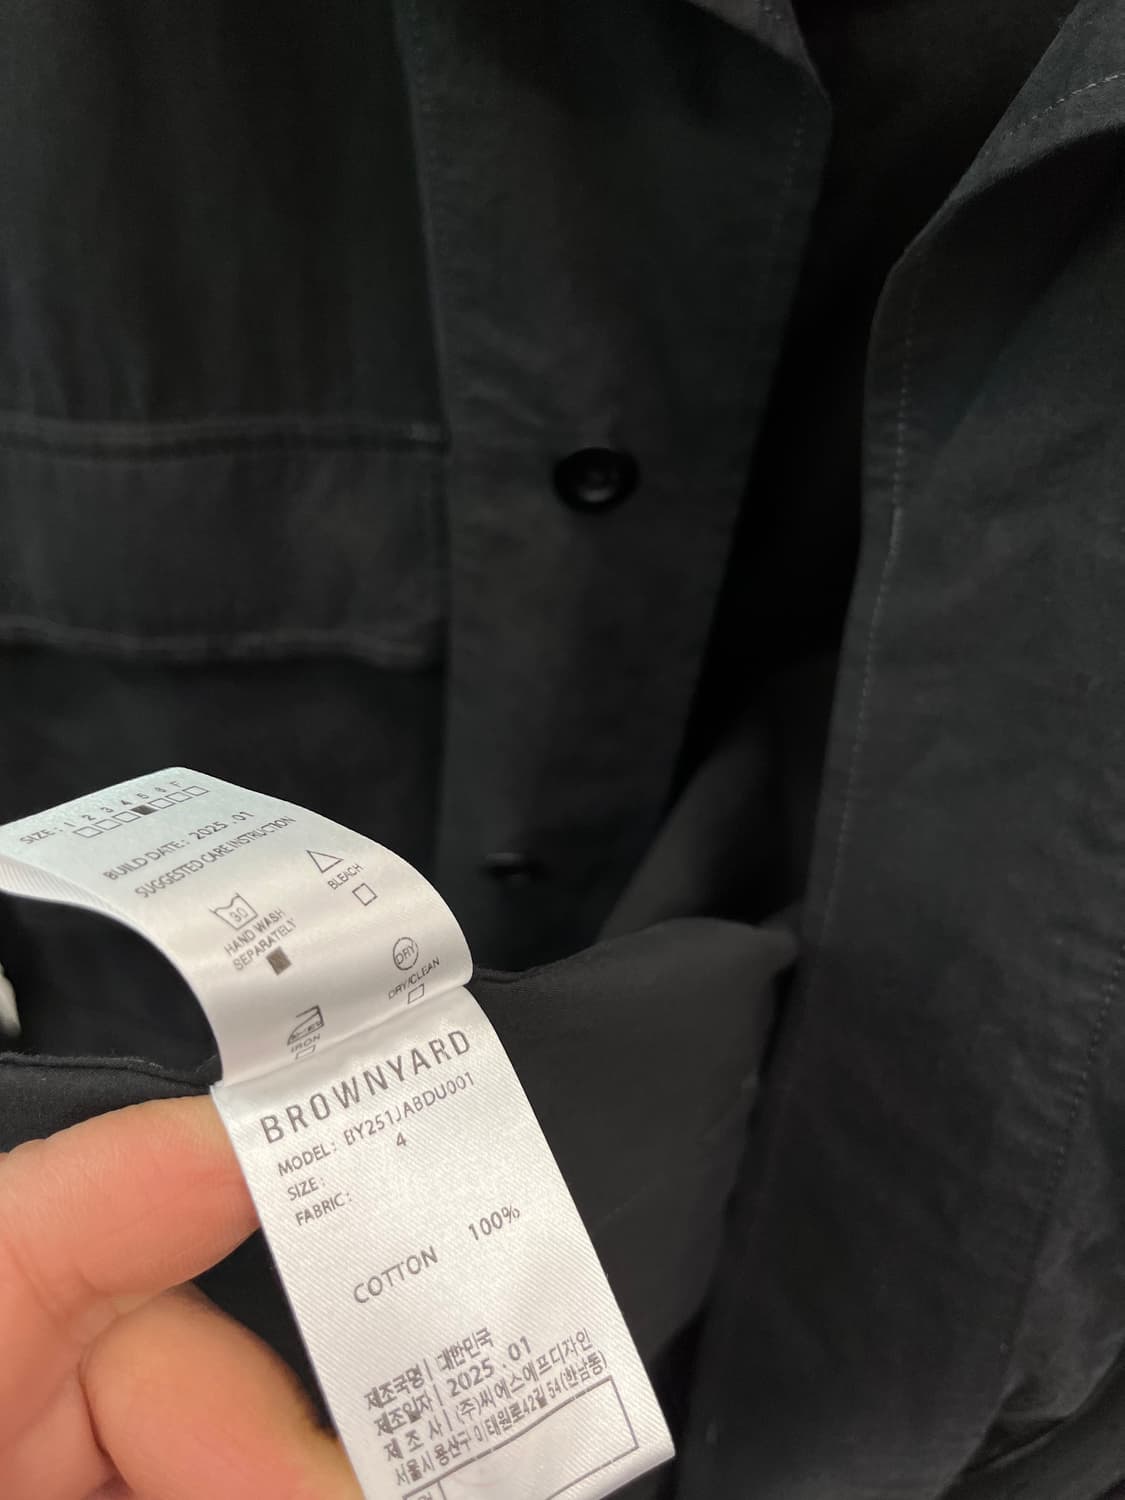 SIZE: 1 2 3 4 5 9 F
BUILD DATE: 2025 .01
SUGGESTED CARE INSTRUCTION
30
HAND WASH
SEPARATELY
BLEACH
IRON
DRY
DRY/CLEAN
BROWNYARD
MODEL: BY251JABDU001
SIZE: 4
FABRIC:
COTTON 100%
제조국명 | 대한민국
제조일자 | 2025 .01
제 조 사 | (주)씨에스에프디자인
서울시 용산구 이태원로42길 54(한남동)